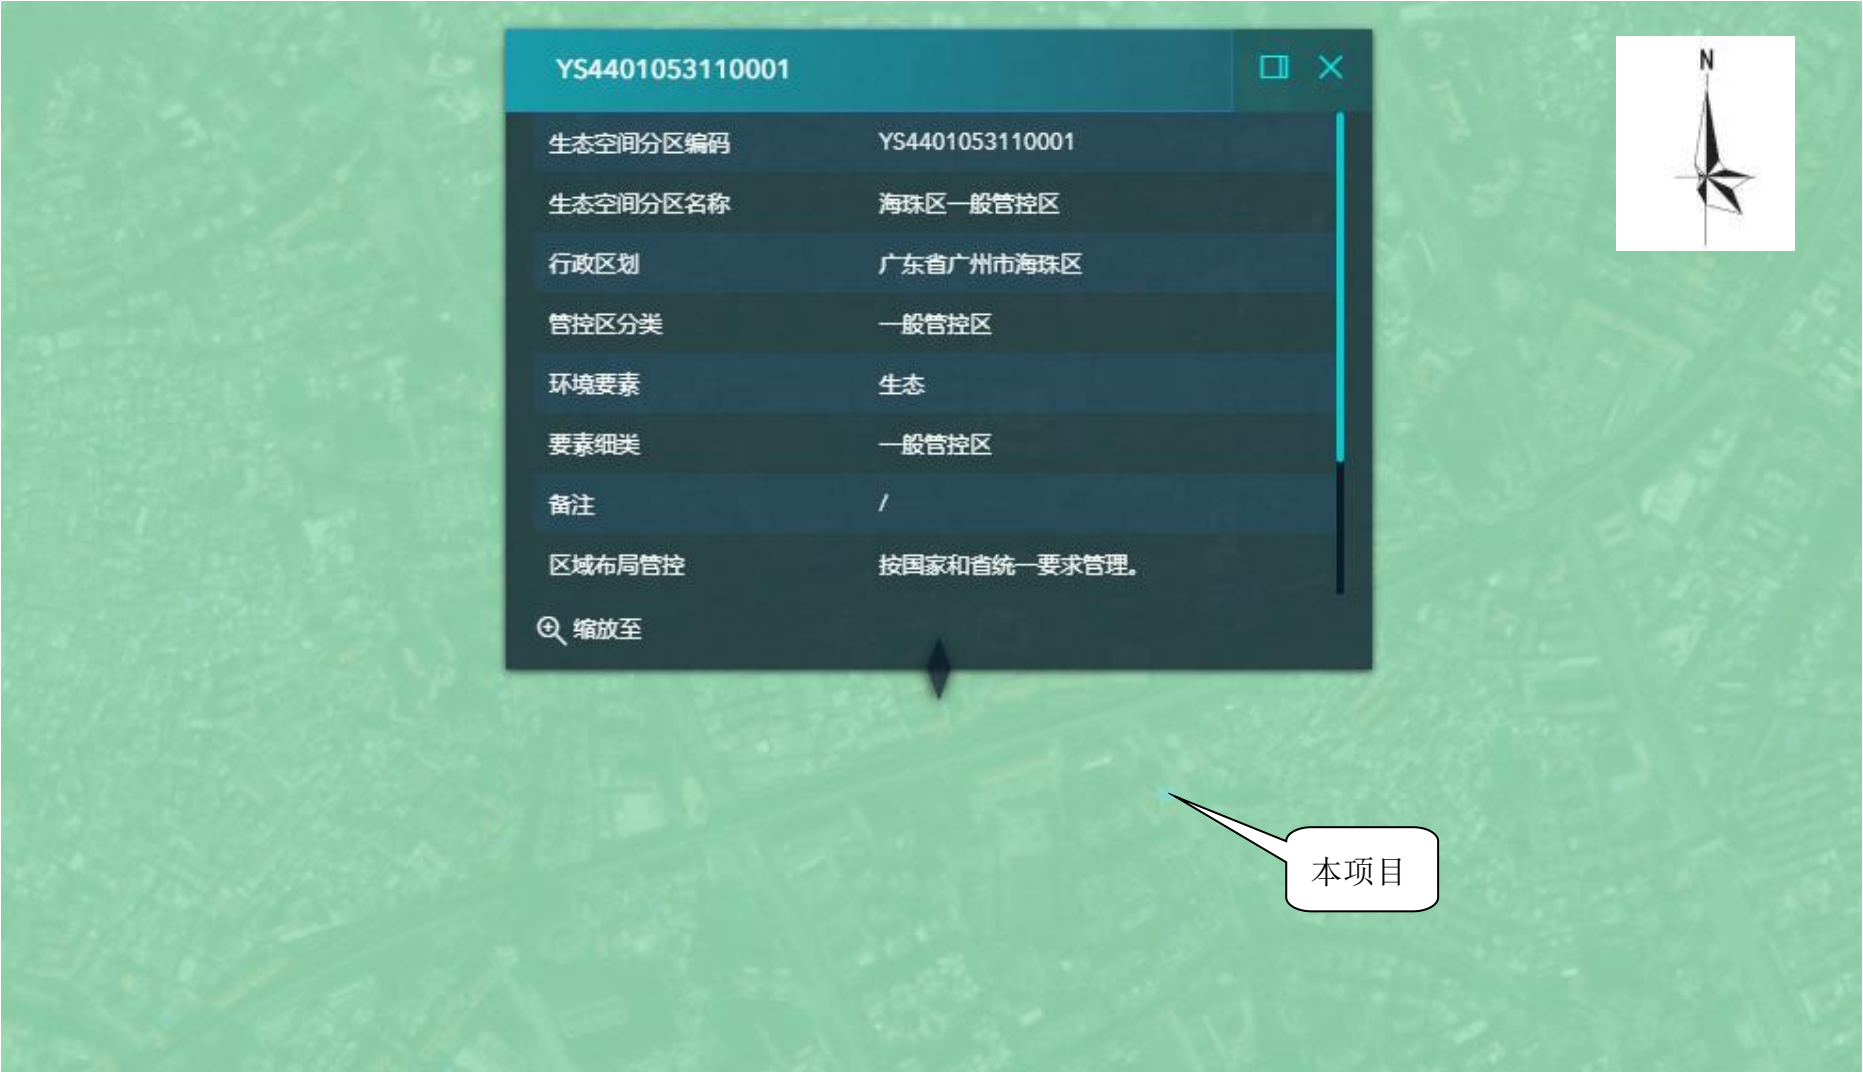 YS4401053110001
N
生态空间分区编码 YS4401053110001
生态空间分区名称 海珠区一般管控区
行政区划 广东省广州市海珠区
管控区分类 一般管控区
环境要素 生态
要素细类 一般管控区
备注 /
区域布局管控 按国家和省统一要求管理。
缩放至
本项目